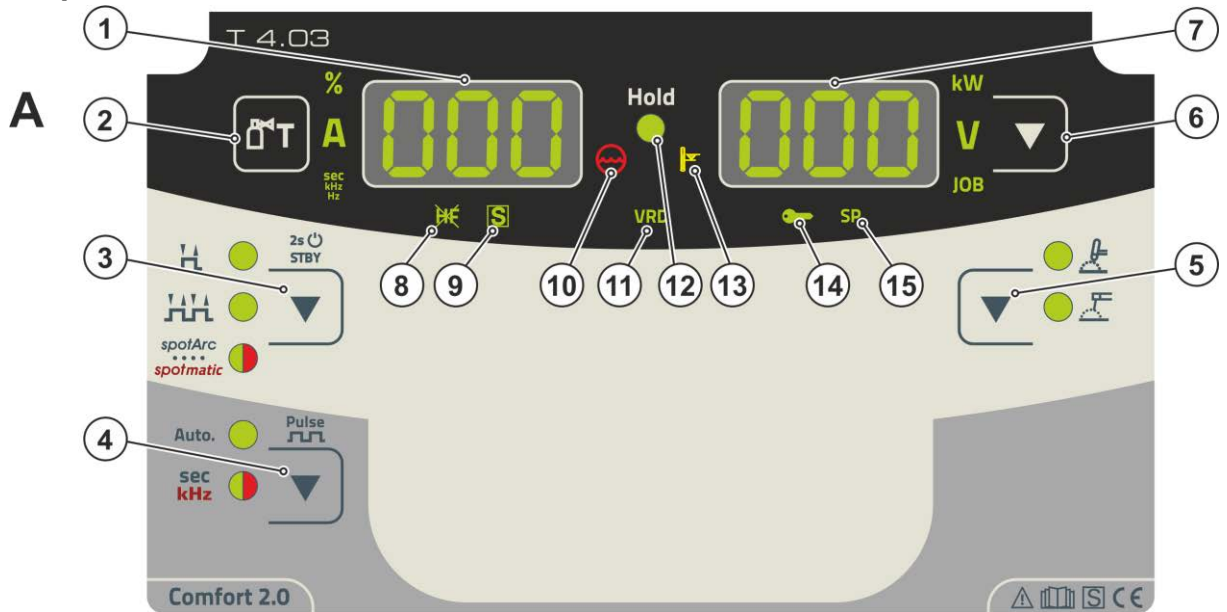 1
7
T 4.03
A
2
%
A
sec
kHz
Hz
000
Hold
000
kW
V
JOB
6
T
HF
S
VRD
SP
3
2s
STBY
8
9
10
11
12
13
14
15
5
spotArc
spotmatic
4
Auto.
Pulse
sec
kHz
Comfort 2.0
S CE